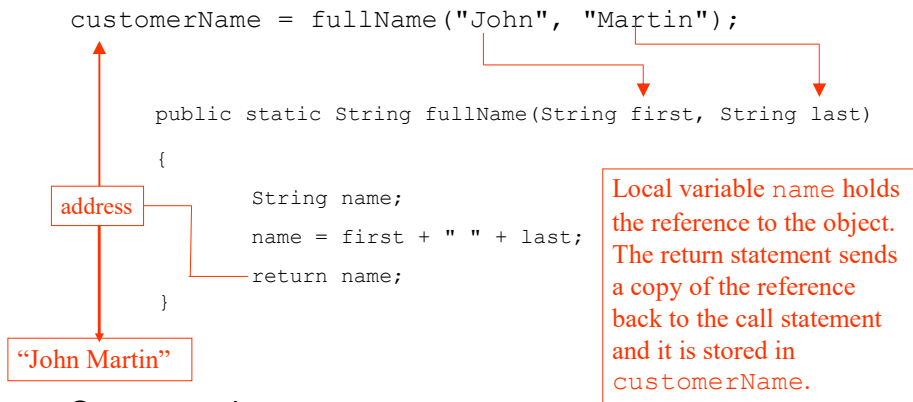 customerName = fullName("John", "Martin");
public static String fullName(String first, String last)
{
String name;
name = first + " " + last;
return name;
}
address
“John Martin”
Local variable name holds
the reference to the object.
The return statement sends
a copy of the reference
back to the call statement
and it is stored in
customerName.